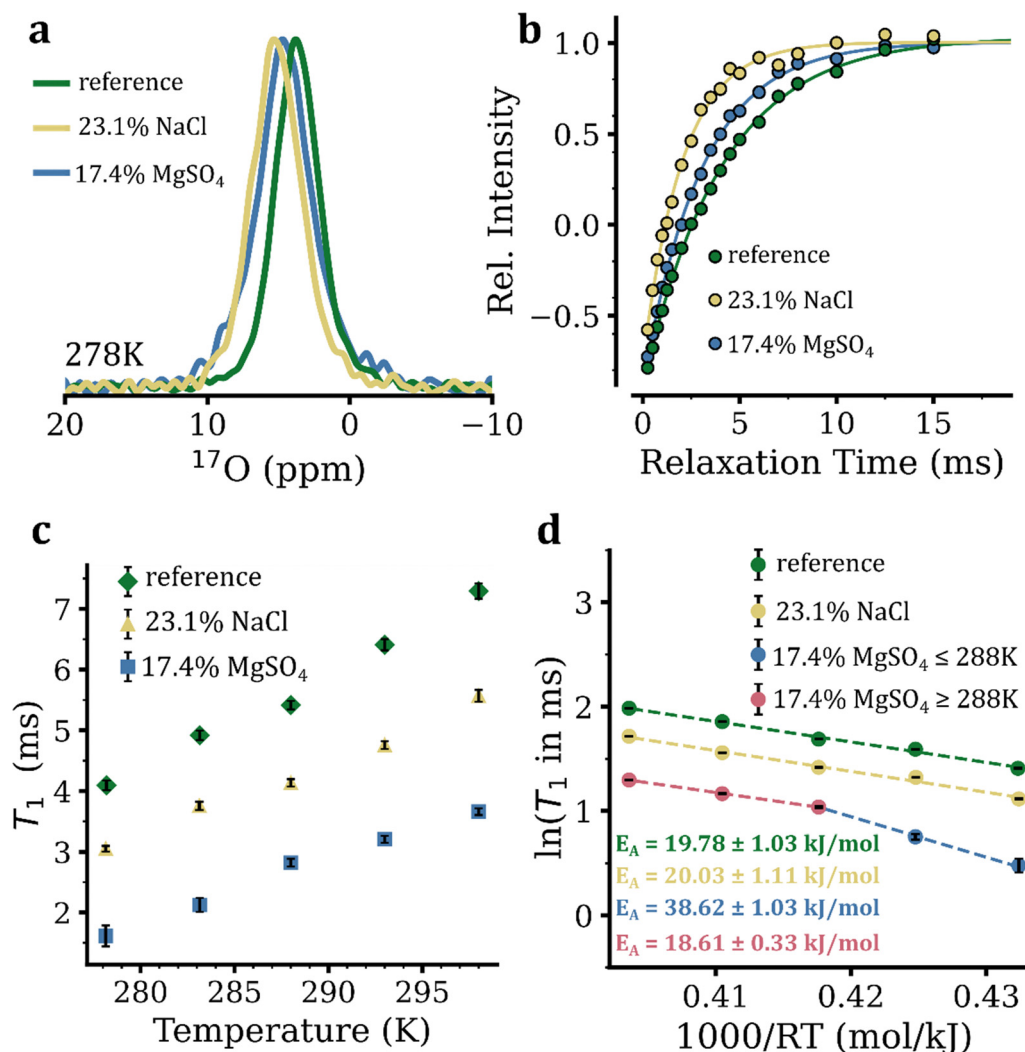 a
reference
23.1% NaCl
17.4% MgSO₄
278K
20
10
0
−10
¹⁷O (ppm)
b
Rel. Intensity
1.0
0.5
0.0
−0.5
reference
23.1% NaCl
17.4% MgSO₄
0
5
10
15
Relaxation Time (ms)
c
T₁ (ms)
7
6
5
4
3
2
reference
23.1% NaCl
17.4% MgSO₄
280
285
290
295
Temperature (K)
d
ln(T₁ in ms)
3
2
1
0
reference
23.1% NaCl
17.4% MgSO₄ ≤ 288K
17.4% MgSO₄ ≥ 288K
E_A = 19.78 ± 1.03 kJ/mol
E_A = 20.03 ± 1.11 kJ/mol
E_A = 38.62 ± 1.03 kJ/mol
E_A = 18.61 ± 0.33 kJ/mol
0.41
0.42
0.43
1000/RT (mol/kJ)